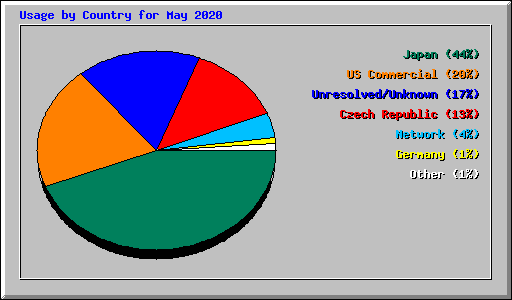 Usage by Country for May 2020
Japan (44%)
US Commercial (20%)
Unresolved/Unknown (17%)
Czech Republic (13%)
Network (4%)
Germany (1%)
Other (1%)